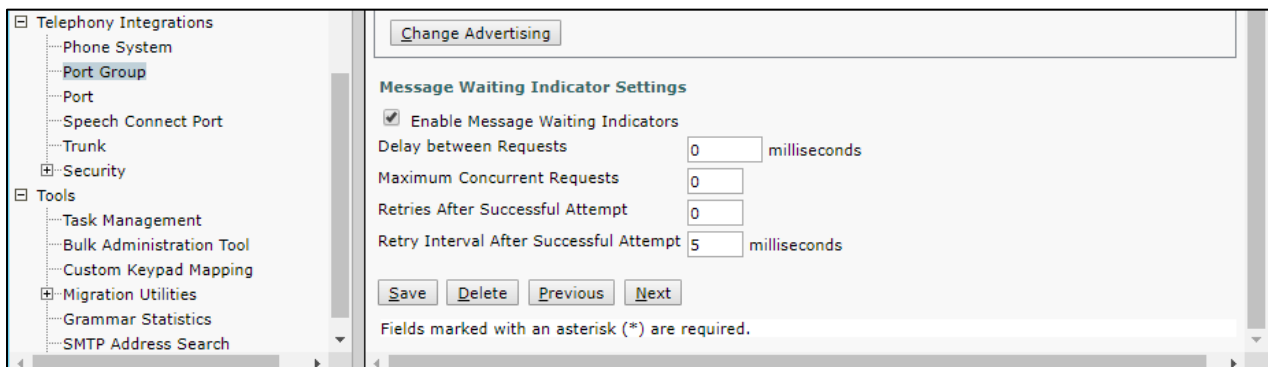 Telephony Integrations
Phone System
Port Group
Port
Speech Connect Port
Trunk
Security
Tools
Task Management
Bulk Administration Tool
Custom Keypad Mapping
Migration Utilities
Grammar Statistics
SMTP Address Search
Change Advertising
Message Waiting Indicator Settings
Enable Message Waiting Indicators
Delay between Requests 0 milliseconds
Maximum Concurrent Requests 0
Retries After Successful Attempt 0
Retry Interval After Successful Attempt 5 milliseconds
Save Delete Previous Next
Fields marked with an asterisk (*) are required.